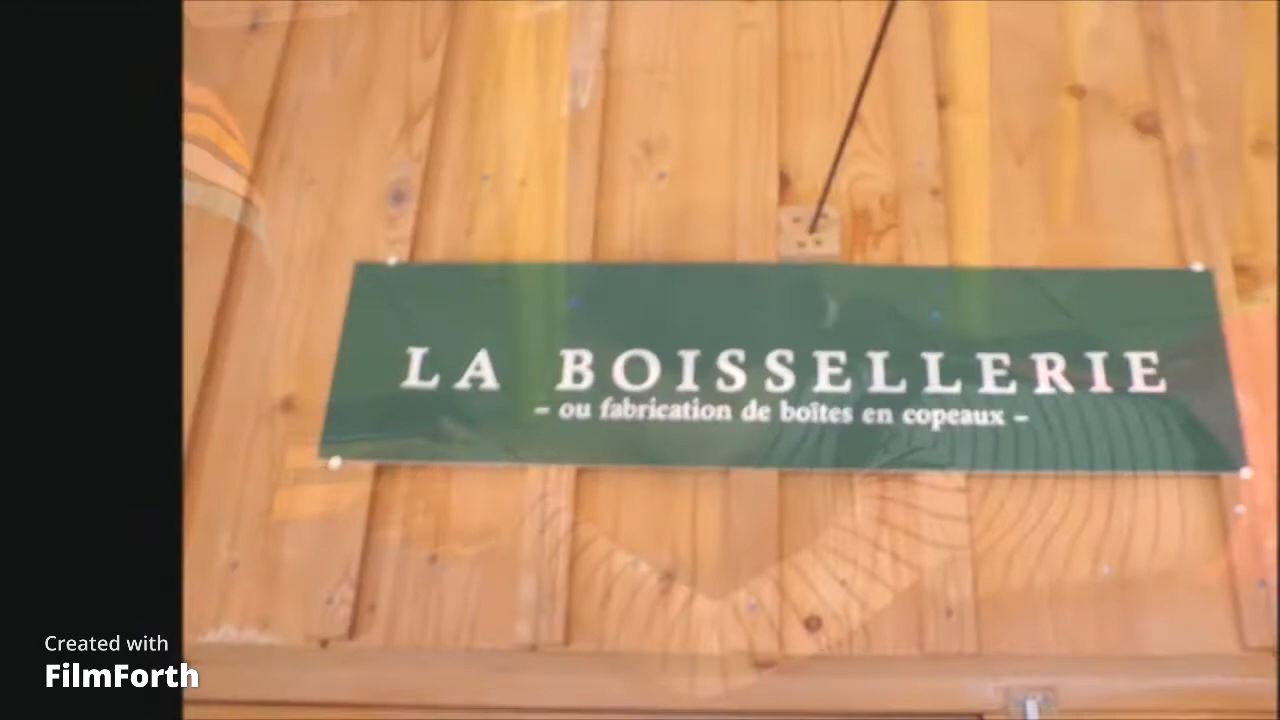 LA BOISSELLERIE
– ou fabrication de boîtes en copeaux –
Created with
FilmForth